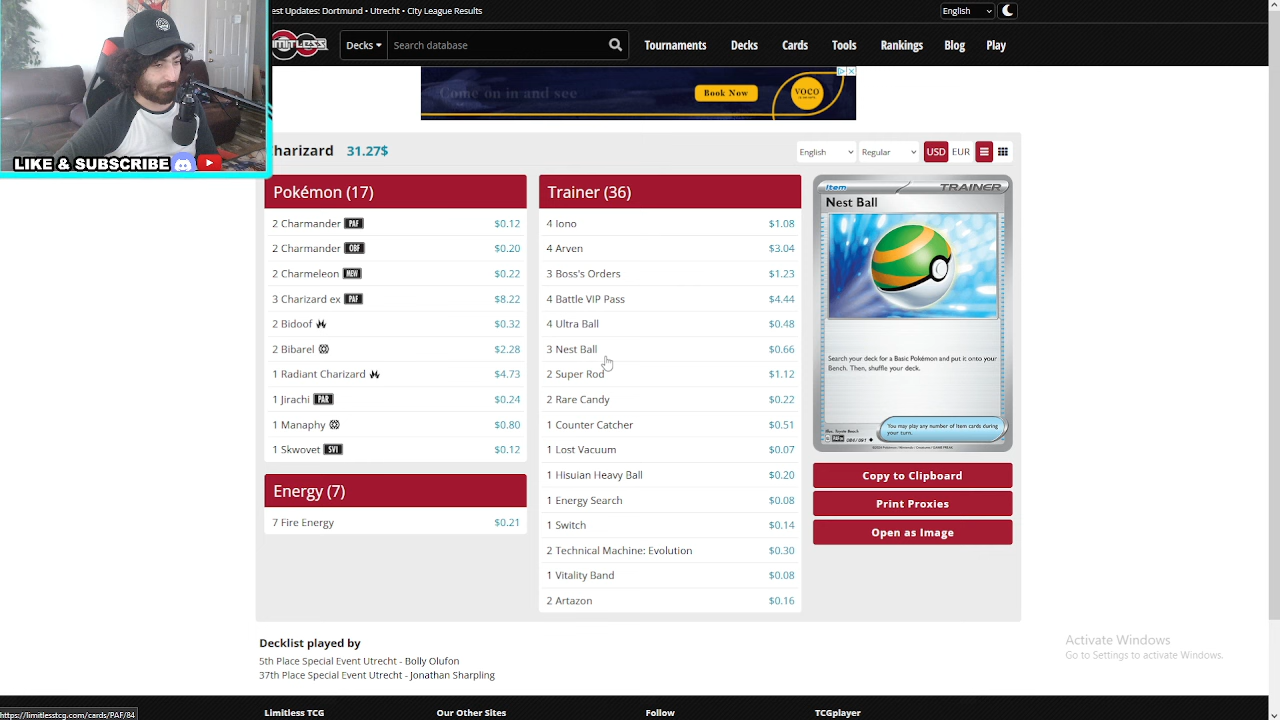 est Updates: Dortmund • Utrecht • City League Results
English
LIMITLESS
Decks
Search database
Tournaments
Decks
Cards
Tools
Rankings
Blog
Play
Come on in and see
Book Now
VOCO
LIKE & SUBSCRIBE
harizard 31.27$
English
Regular
USD
EUR
Pokémon (17)
2 Charmander PAF $0.12
2 Charmander OBF $0.20
2 Charmeleon MEW $0.22
3 Charizard ex PAF $8.22
2 Bidoof $0.32
2 Bibarel $2.28
1 Radiant Charizard $4.73
1 Jirachi PAR $0.24
1 Manaphy $0.80
1 Skwovet SVI $0.12
Energy (7)
7 Fire Energy $0.21
Trainer (36)
4 Iono $1.08
4 Arven $3.04
3 Boss's Orders $1.23
4 Battle VIP Pass $4.44
4 Ultra Ball $0.48
3 Nest Ball $0.66
2 Super Rod $1.12
2 Rare Candy $0.22
1 Counter Catcher $0.51
1 Lost Vacuum $0.07
1 Hisuian Heavy Ball $0.20
1 Energy Search $0.08
1 Switch $0.14
2 Technical Machine: Evolution $0.30
1 Vitality Band $0.08
2 Artazon $0.16
Item
TRAINER
Nest Ball
Search your deck for a Basic Pokémon and put it onto your
Bench. Then, shuffle your deck.
You may play any number of Item cards during
your turn.
084/091
Copy to Clipboard
Print Proxies
Open as Image
Decklist played by
5th Place Special Event Utrecht - Bolly Olufon
37th Place Special Event Utrecht - Jonathan Sharpling
Activate Windows
Go to Settings to activate Windows.
https://limitlesstcg.com/cards/PAF/84
Limitless TCG
Our Other Sites
Follow
TCGplayer